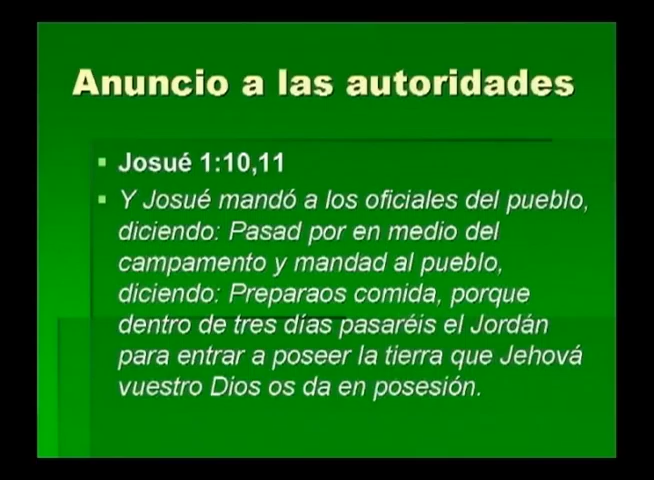 Anuncio a las autoridades
Josué 1:10,11
Y Josué mandó a los oficiales del pueblo,
diciendo: Pasad por en medio del
campamento y mandad al pueblo,
diciendo: Preparaos comida, porque
dentro de tres días pasaréis el Jordán
para entrar a poseer la tierra que Jehová
vuestro Dios os da en posesión.